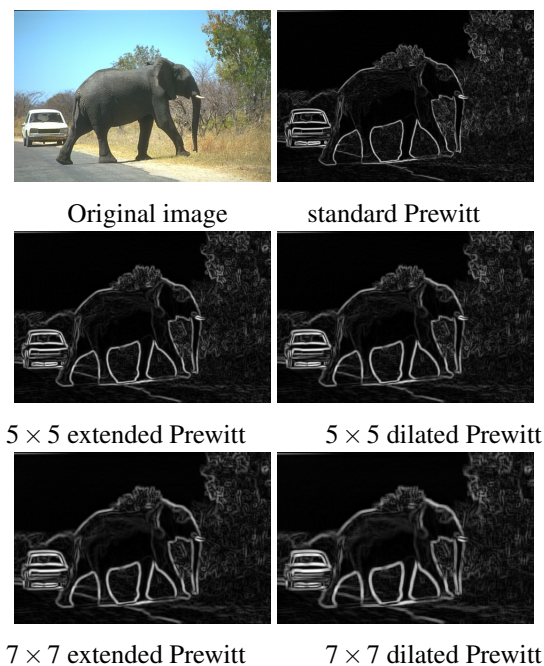 Original image
standard Prewitt
5 × 5 extended Prewitt
5 × 5 dilated Prewitt
7 × 7 extended Prewitt
7 × 7 dilated Prewitt